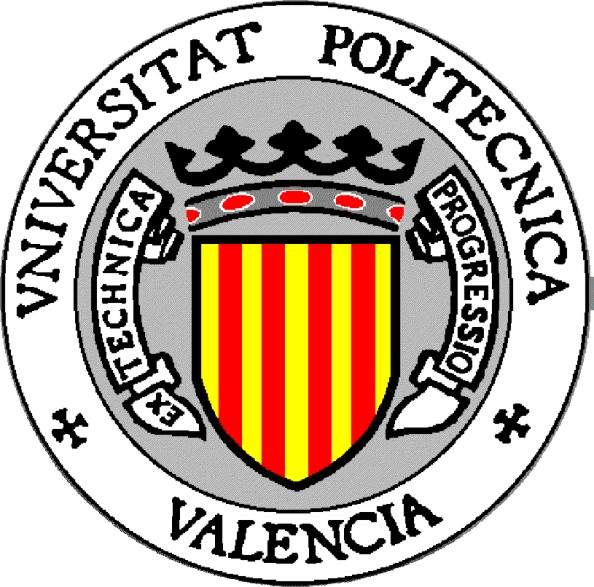 VNIVERSITAT POLITECNICA
VALENCIA
EX TECHNICA
PROGRESSIO